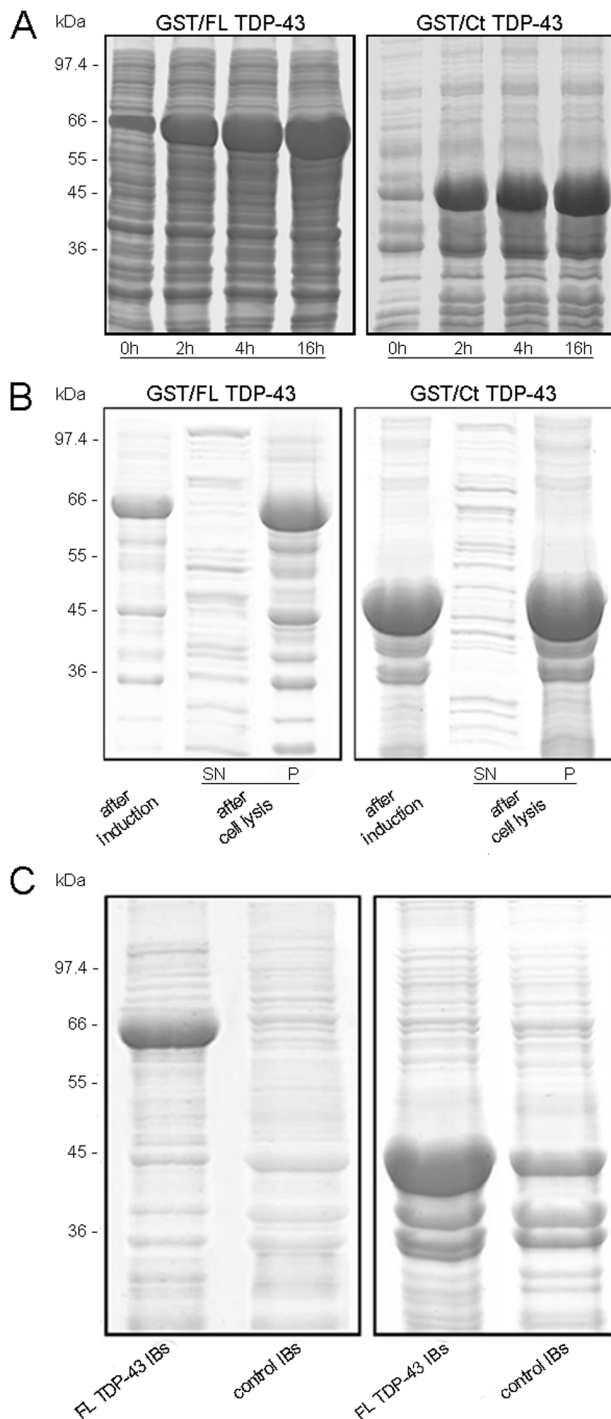 A
kDa
GST/FL TDP-43
GST/Ct TDP-43
97.4 -
66 -
55 -
45 -
36 -
0h 2h 4h 16h
0h 2h 4h 16h
B
kDa
GST/FL TDP-43
GST/Ct TDP-43
97.4 -
66 -
55 -
45 -
36 -
SN P
SN P
after induction
after cell lysis
after induction
after cell lysis
C
kDa
97.4 -
66 -
55 -
45 -
36 -
FL TDP-43 IBs
control IBs
FL TDP-43 IBs
control IBs